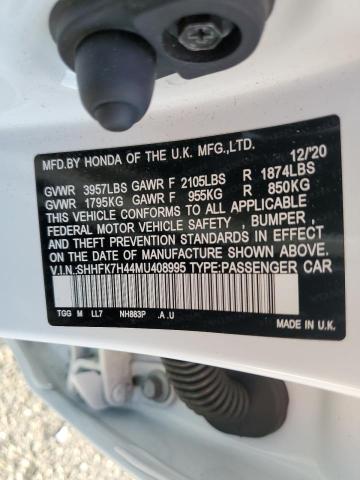 MFD.BY HONDA OF THE U.K. MFG.,LTD. 12/'20
GVWR 3957LBS GAWR F 2105LBS R 1874LBS
GVWR 1795KG GAWR F 955KG R 850KG
THIS VEHICLE CONFORMS TO ALL APPLICABLE
FEDERAL MOTOR VEHICLE SAFETY , BUMPER ,
AND THEFT PREVENTION STANDARDS IN EFFECT
ON THE DATE OF MANUFACTURE SHOWN ABOVE.
V.I.N:SHHFK7H44MU408995 TYPE:PASSENGER CAR
TGG M LL7 NH883P .A .U
MADE IN U.K.